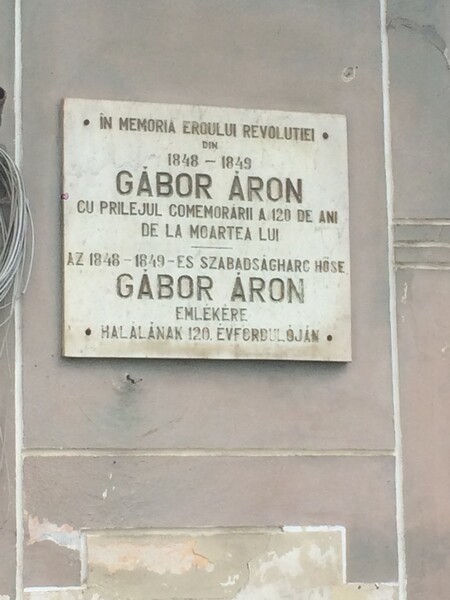 • IN MEMORIA EROULUI REVOLUTIEI •
DIN
1848 – 1849
GÁBOR ÁRON
CU PRILEJUL COMEMORĂRII A 120 DE ANI
DE LA MOARTEA LUI
AZ 1848 – 1849 – ES SZABADSÁGHARC HŐSE
GÁBOR ÁRON
EMLÉKÉRE
• HALÁLÁNAK 120. ÉVFORDULÓJÁN •